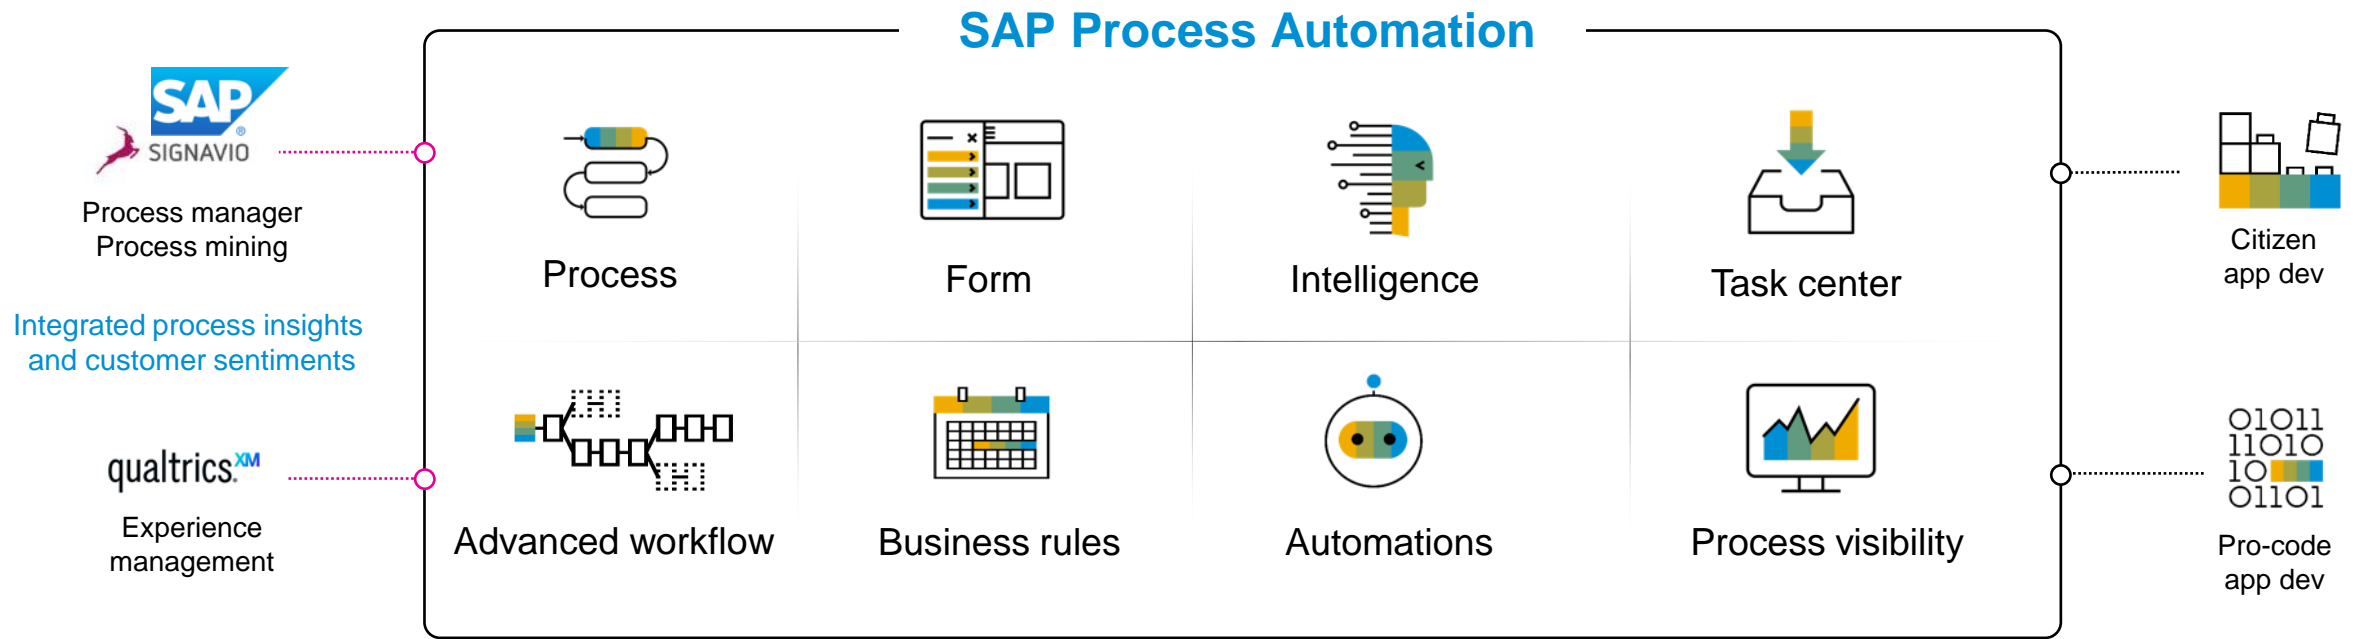 SAP Process Automation
SAP
®
SIGNAVIO
Process manager
Process mining
Integrated process insights
and customer sentiments
qualtrics.XM
Experience
management
Process
Form
Intelligence
Task center
Advanced workflow
Business rules
Automations
Process visibility
Citizen
app dev
01011
11010
10
01101
Pro-code
app dev